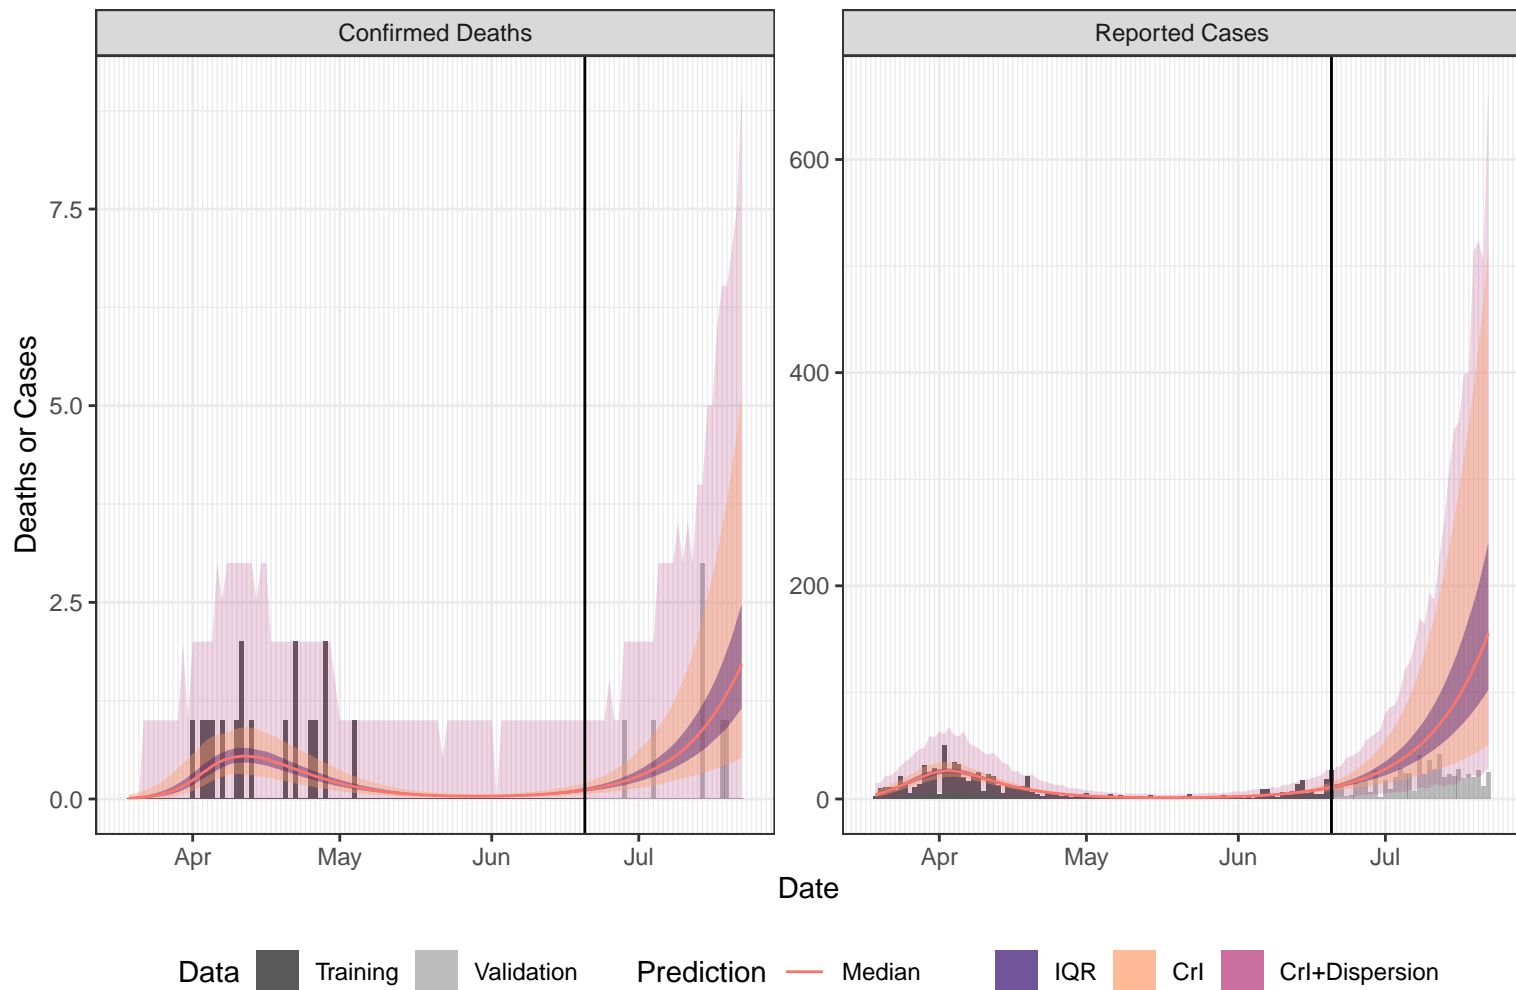 Confirmed Deaths
Reported Cases
Deaths or Cases
7.5
5.0
2.5
0.0
600
400
200
0
Apr
May
Jun
Jul
Apr
May
Jun
Jul
Date
Data
Training
Validation
Prediction
Median
IQR
CrI
CrI+Dispersion